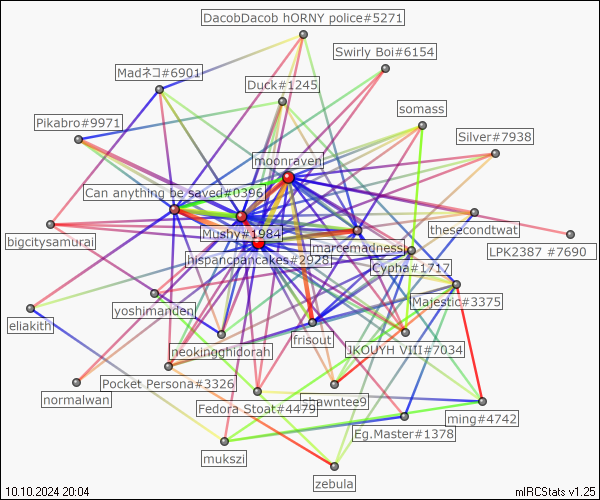 DacobDacob hORNY police#5271
Swirly Boi#6154
Madネコ#6901
Duck#1245
somass
Pikabro#9971
Silver#7938
moonraven
Can anything be saved#0396
thesecondtwat
Mushy#1984
marcemadness
bigcitysamurai
LPK2387 #7690
hispancpancakes#2928
Cypha#1717
Majestic#3375
yoshimanden
eliakith
frisout
neokingghidorah
JKOUYH VIII#7034
Pocket Persona#3326
normalwan
shawntee9
Fedora Stoat#4479
ming#4742
Eg.Master#1378
mukszi
zebula
10.10.2024 20:04
mIRCStats v1.25